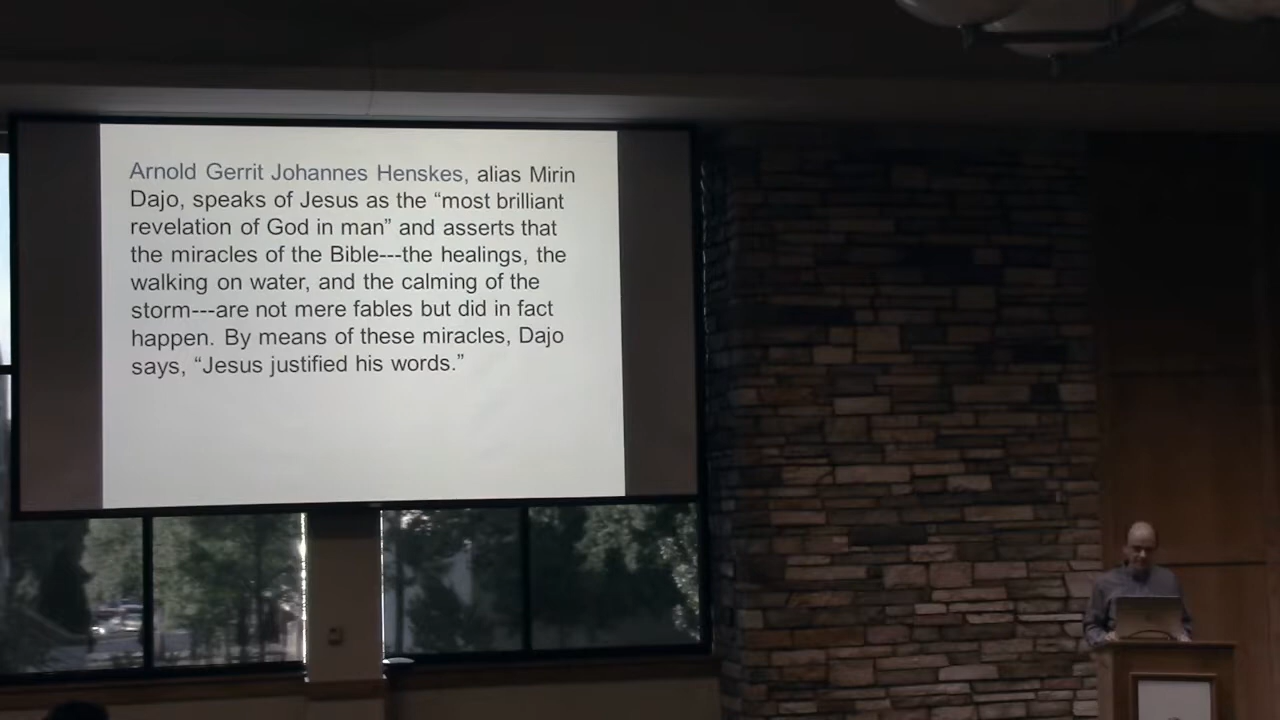 Arnold Gerrit Johannes Henskes, alias Mirin
Dajo, speaks of Jesus as the “most brilliant
revelation of God in man” and asserts that
the miracles of the Bible---the healings, the
walking on water, and the calming of the
storm---are not mere fables but did in fact
happen. By means of these miracles, Dajo
says, “Jesus justified his words.”